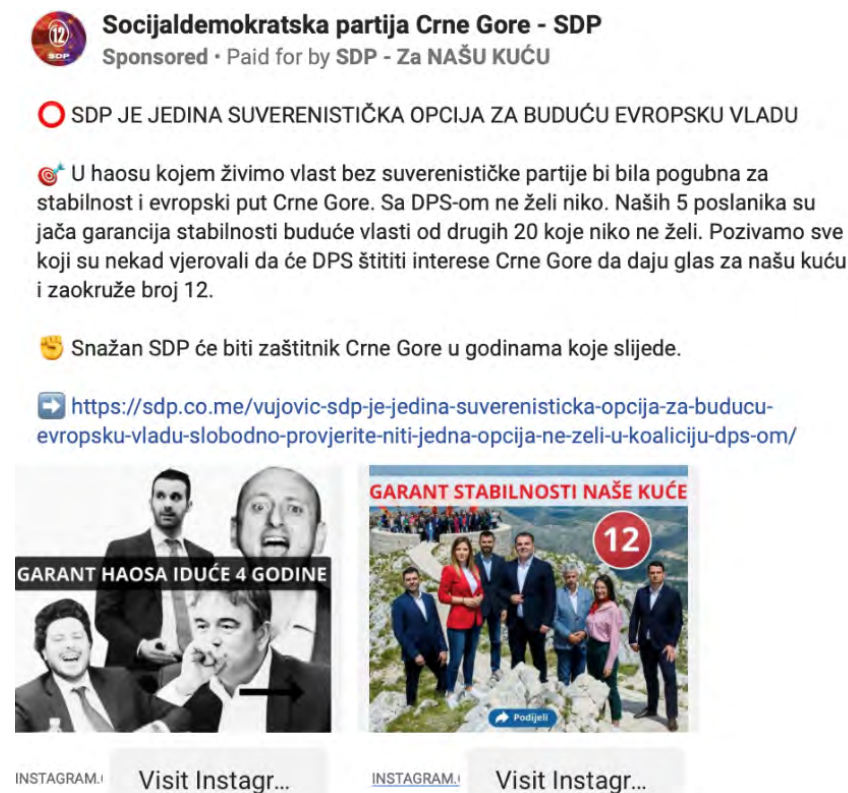 12
SDP
Socijaldemokratska partija Crne Gore - SDP
Sponsored · Paid for by SDP - Za NAŠU KUĆU
SDP JE JEDINA SUVERENISTIČKA OPCIJA ZA BUDUĆU EVROPSKU VLADU
U haosu kojem živimo vlast bez suverenističke partije bi bila pogubna za
stabilnost i evropski put Crne Gore. Sa DPS-om ne želi niko. Naših 5 poslanika su
jača garancija stabilnosti buduće vlasti od drugih 20 koje niko ne želi. Pozivamo sve
koji su nekad vjerovali da će DPS štititi interese Crne Gore da daju glas za našu kuću
i zaokruže broj 12.
Snažan SDP će biti zaštitnik Crne Gore u godinama koje slijede.
https://sdp.co.me/vujovic-sdp-je-jedina-suverenisticka-opcija-za-buducu-
evropsku-vladu-slobodno-provjerite-niti-jedna-opcija-ne-zeli-u-koaliciju-dps-om/
GARANT HAOSA IDUĆE 4 GODINE
GARANT STABILNOSTI NAŠE KUĆE
12
Podijeli
INSTAGRAM.
Visit Instagr...
INSTAGRAM.
Visit Instagr...